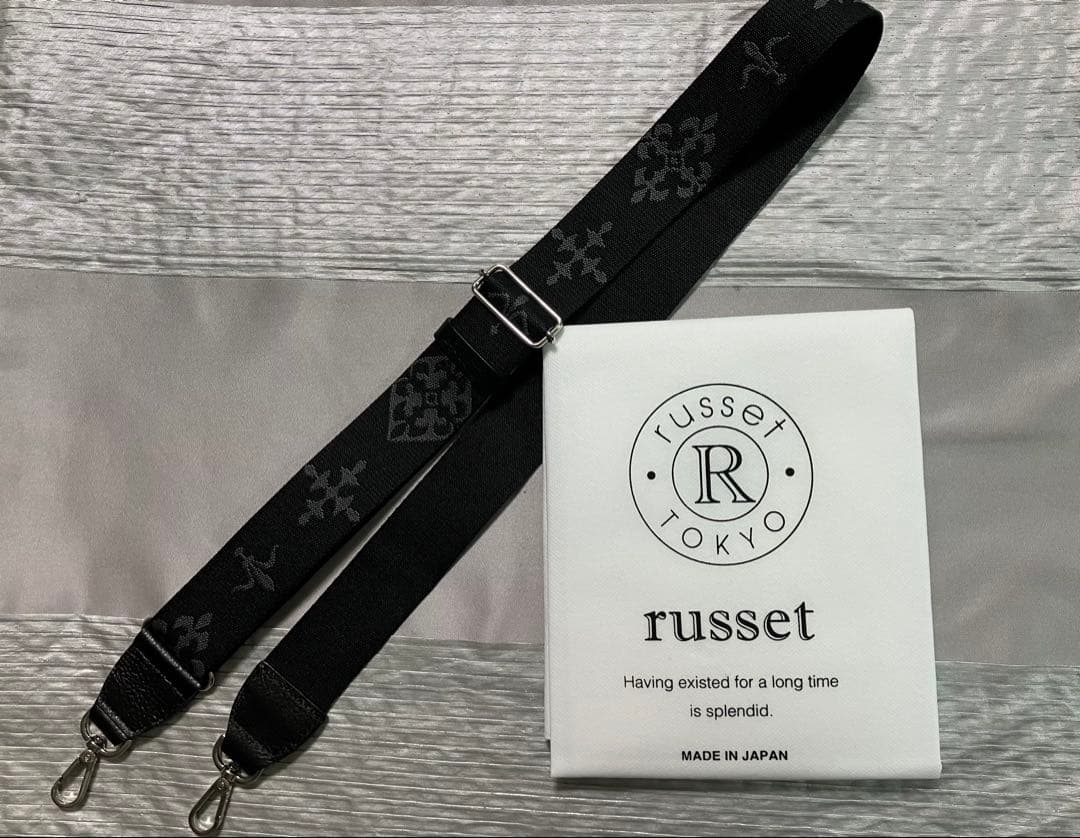 russet
R
TOKYO
russet
Having existed for a long time
is splendid.
MADE IN JAPAN